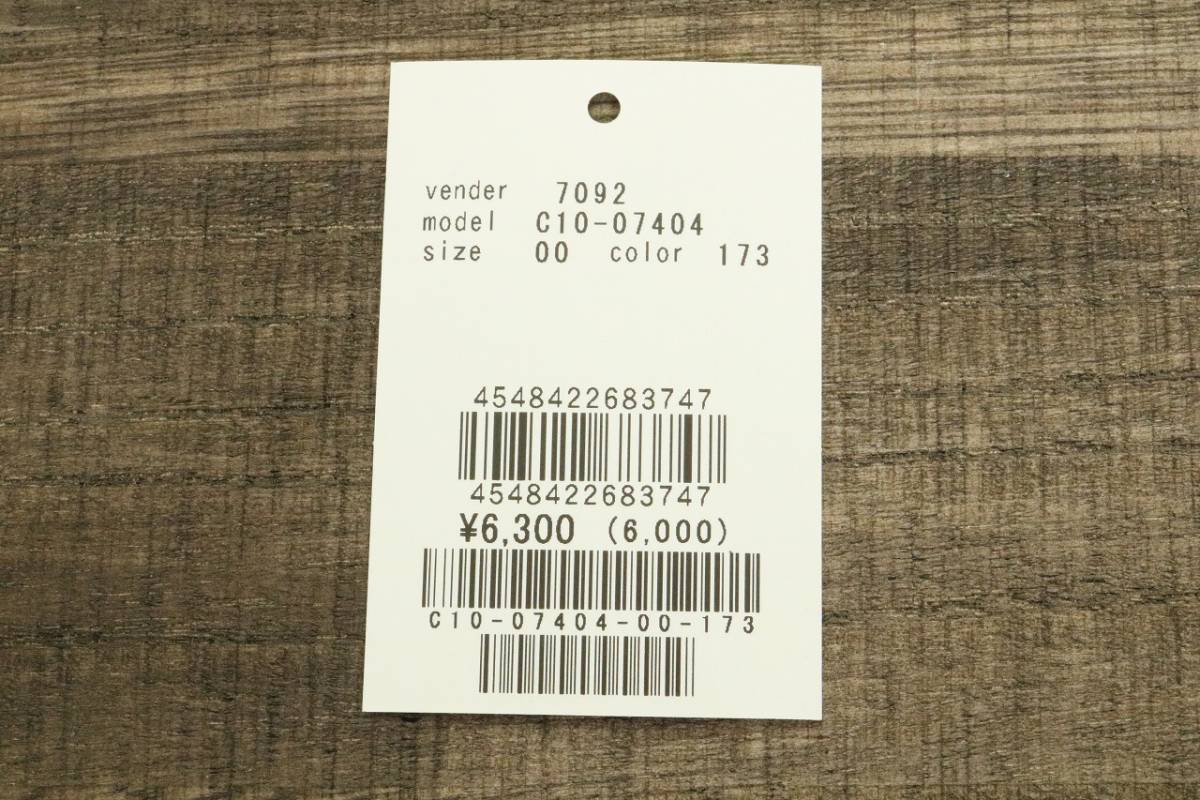 vender 7092
model C10-07404
size 00 color 173
4548422683747
4548422683747
¥6,300 (6,000)
C10-07404-00-173